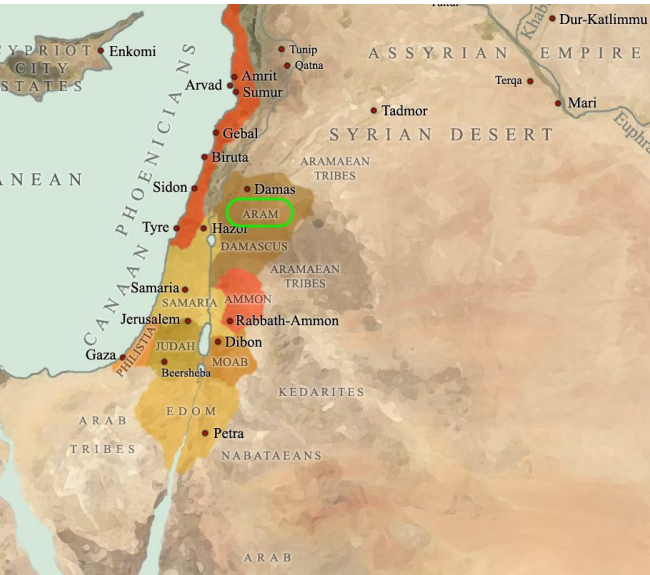 Dur-Katlimmu
Khab
CYPRIOT
CITY
STATES
Enkomi
Tunip
Qatna
ASSYRIAN EMPIRE
Terqa
Mari
Euphra
Amrit
Arvad
Sumur
Tadmor
SYRIAN DESERT
Gebal
Biruta
ARAMAEAN
TRIBES
ANEAN
CANAAN PHOENICIANS
Sidon
Damas
ARAM
Tyre
Hazor
DAMASCUS
ARAMAEAN
TRIBES
Samaria
SAMARIA
AMMON
Jerusalem
Rabbath-Ammon
PHILISTIA
JUDAH
Dibon
Gaza
Beersheba
MOAB
KEDARITES
EDOM
ARAB
TRIBES
Petra
NABATAEANS
ARAB